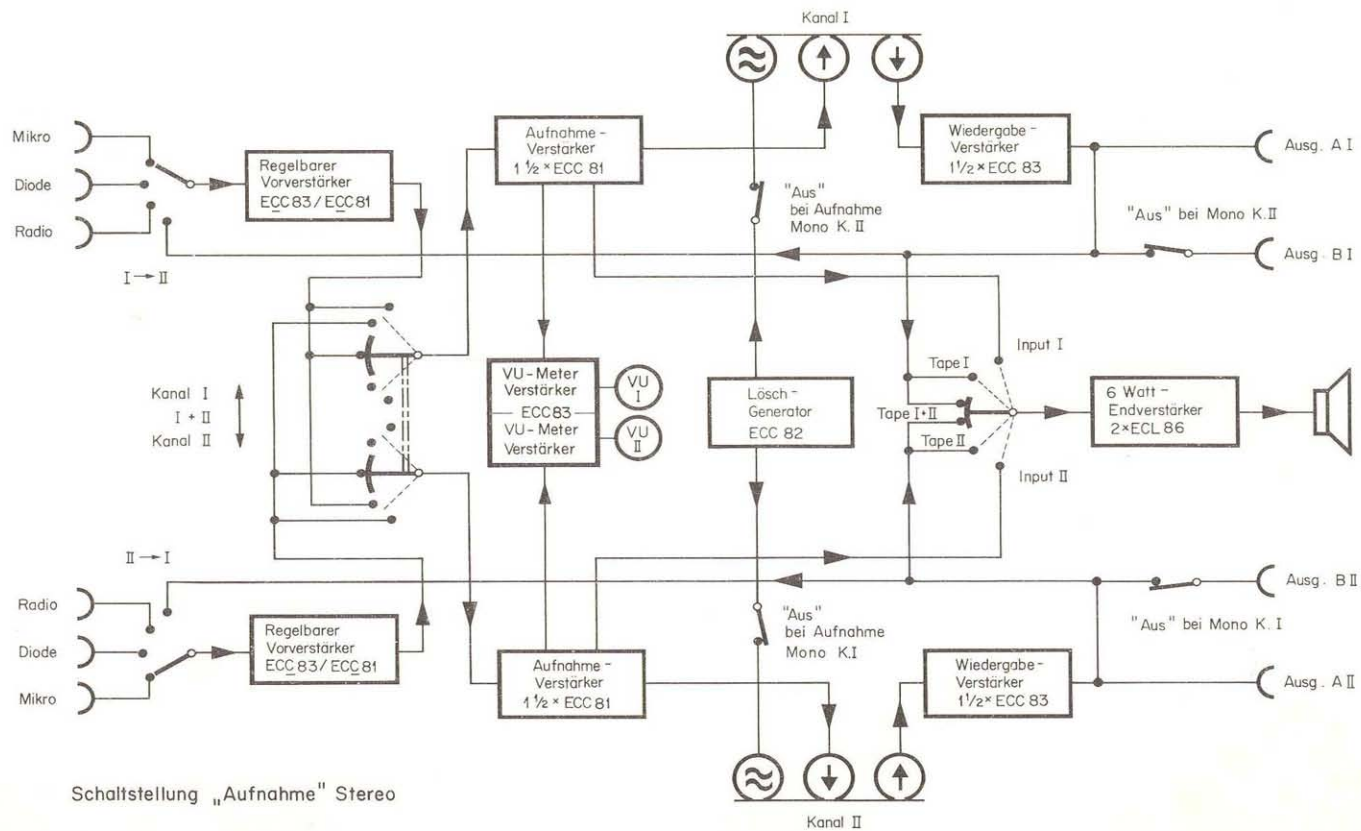 Kanal I
Mikro
Diode
Radio
I → II
Regelbarer
Vorverstärker
ECC 83 / ECC 81
Aufnahme-
Verstärker
1 ½ × ECC 81
"Aus"
bei Aufnahme
Mono K. II
Wiedergabe-
Verstärker
1½ × ECC 83
Ausg. A I
"Aus" bei Mono K. II
Ausg. B I
Kanal I
I + II
Kanal II
VU-Meter
Verstärker
ECC 83
VU-Meter
Verstärker
VU
I
VU
II
Lösch-
Generator
ECC 82
Tape I
Tape I+II
Tape II
Input I
Input II
6 Watt-
Endverstärker
2 × ECL 86
II → I
Radio
Diode
Mikro
Regelbarer
Vorverstärker
ECC 83 / ECC 81
Aufnahme-
Verstärker
1 ½ × ECC 81
"Aus"
bei Aufnahme
Mono K. I
Wiedergabe-
Verstärker
1½ × ECC 83
Ausg. B II
"Aus" bei Mono K. I
Ausg. A II
Schaltstellung „Aufnahme" Stereo
Kanal II